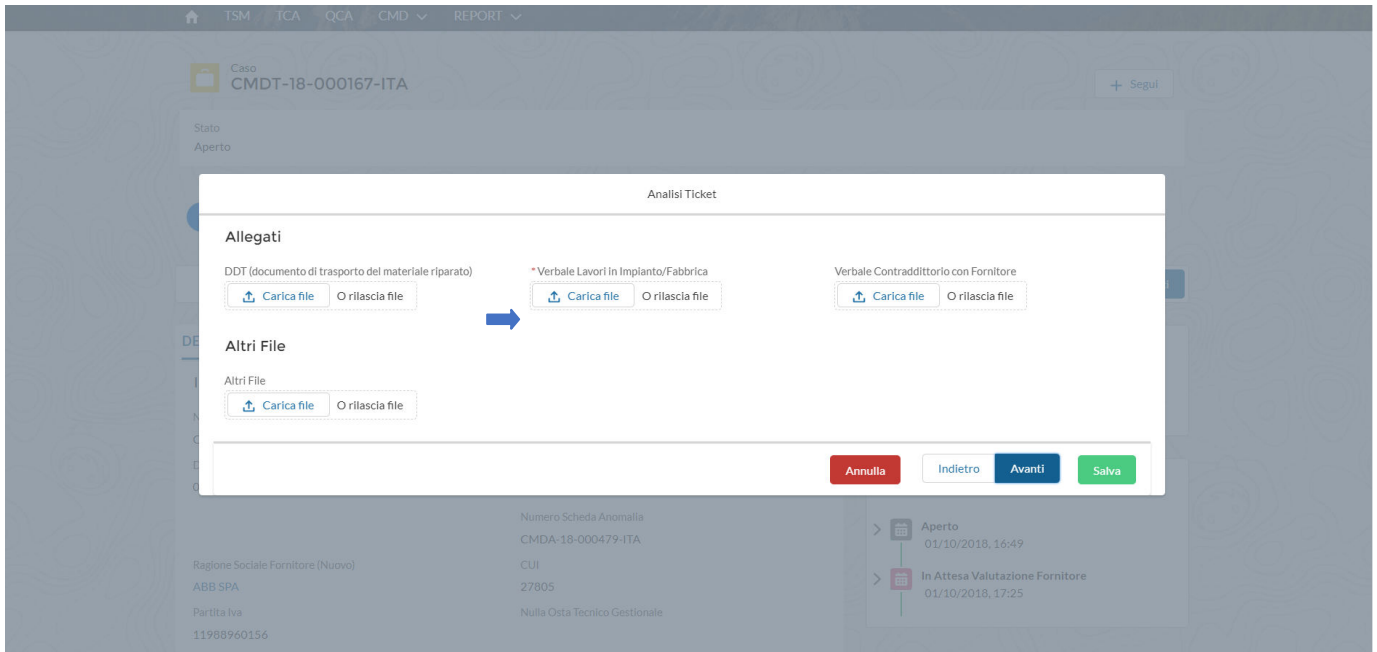 TSM TCA QCA CMD REPORT
Caso
CMDT-18-000167-ITA
+ Segui
Stato
Aperto
Analisi Ticket
Allegati
DDT (documento di trasporto del materiale riparato) * Verbale Lavori in Impianto/Fabbrica Verbale Contraddittorio con Fornitore
Carica file O rilascia file Carica file O rilascia file Carica file O rilascia file
DE
Altri File
Altri File
Carica file O rilascia file
Annulla Indietro Avanti Salva
Numero Scheda Anomalia
CMDA-18-000479-ITA
Aperto
01/10/2018, 16:49
Ragione Sociale Fornitore (Nuovo) CUI
ABB SPA 27805
In Attesa Valutazione Fornitore
01/10/2018, 17:25
Partita Iva Nulla Osta Tecnico Gestionale
11988960156